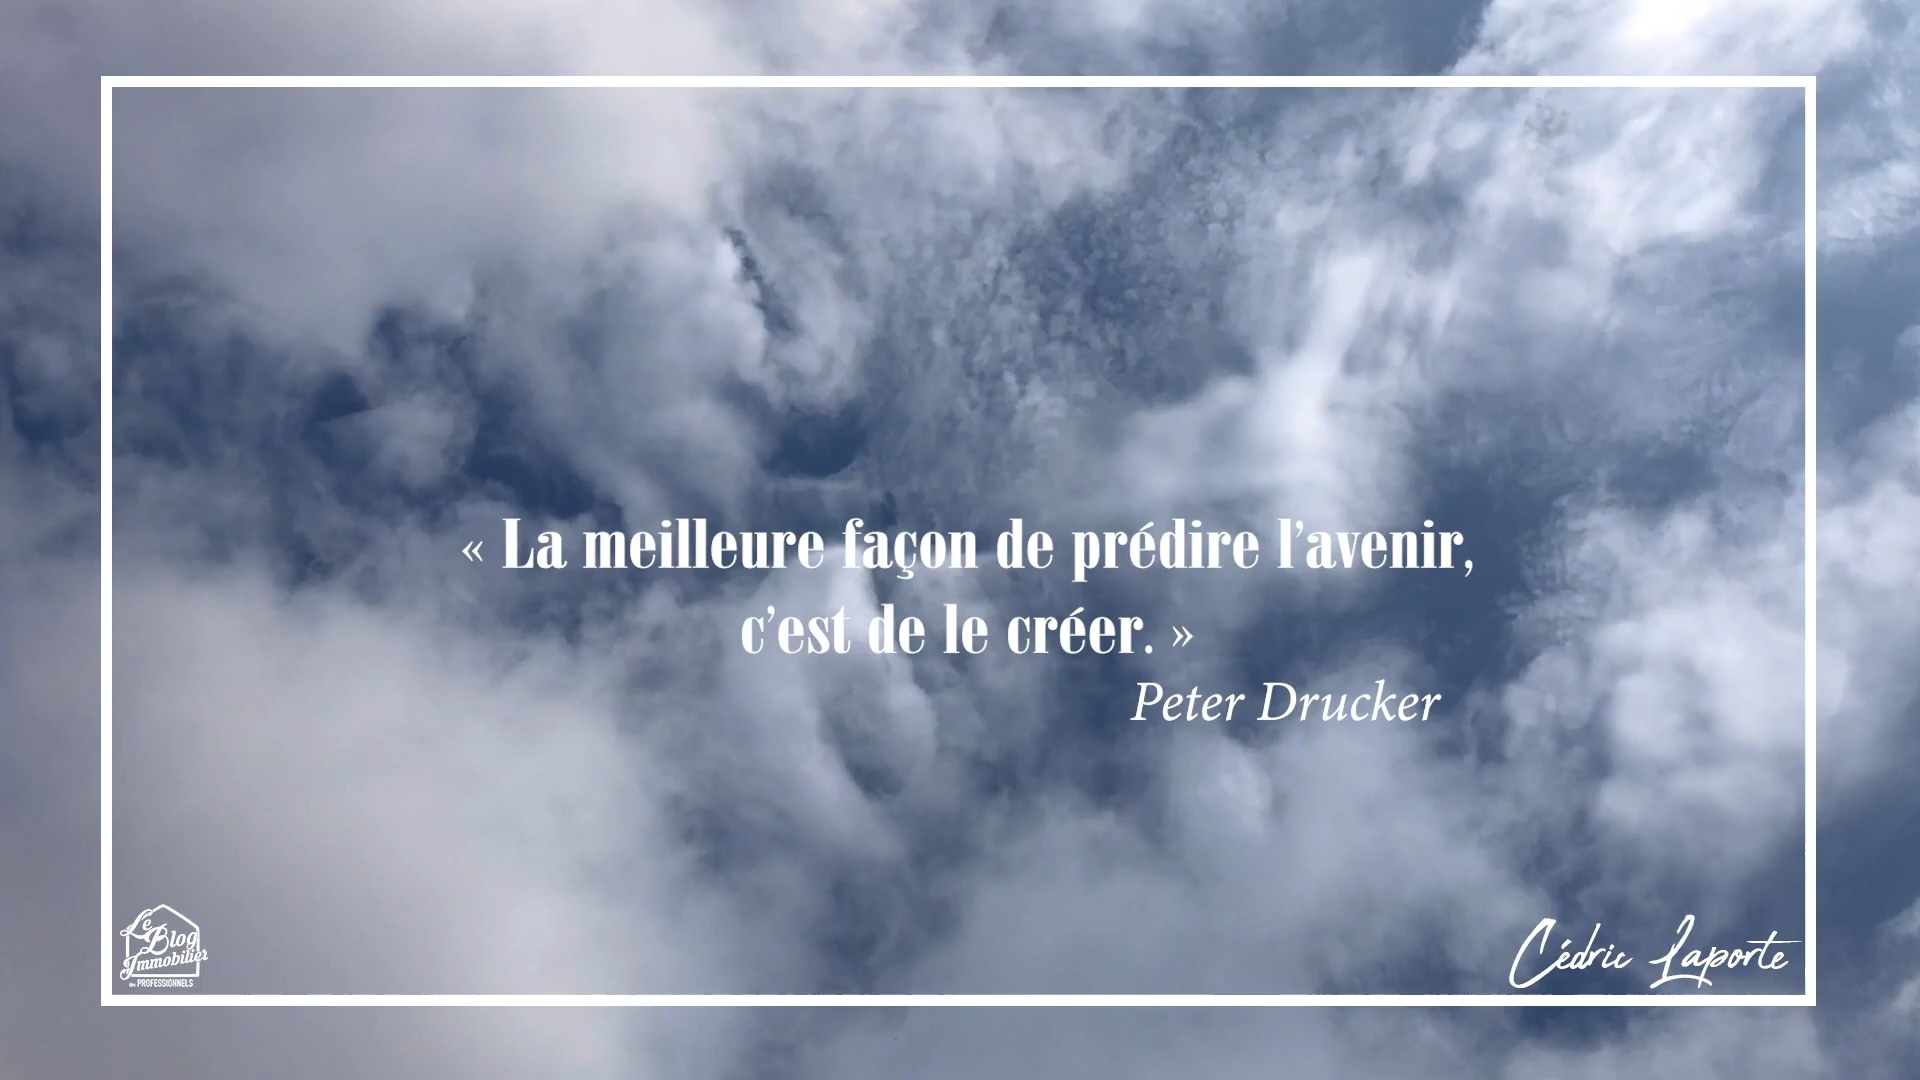 « La meilleure façon de prédire l’avenir,
c’est de le créer. »
Peter Drucker
Le
Blog
Immobilier
des PROFESSIONNELS
Cédric Laporte